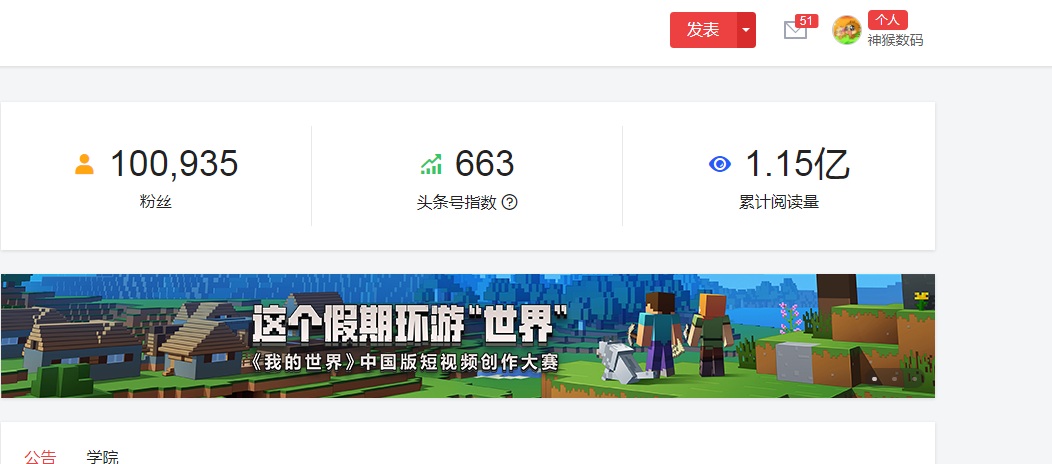 发表
51
个人
神猴数码
100,935
粉丝
663
头条号指数
1.15亿
累计阅读量
这个假期环游“世界”
《我的世界》中国版短视频创作大赛
公告 学院